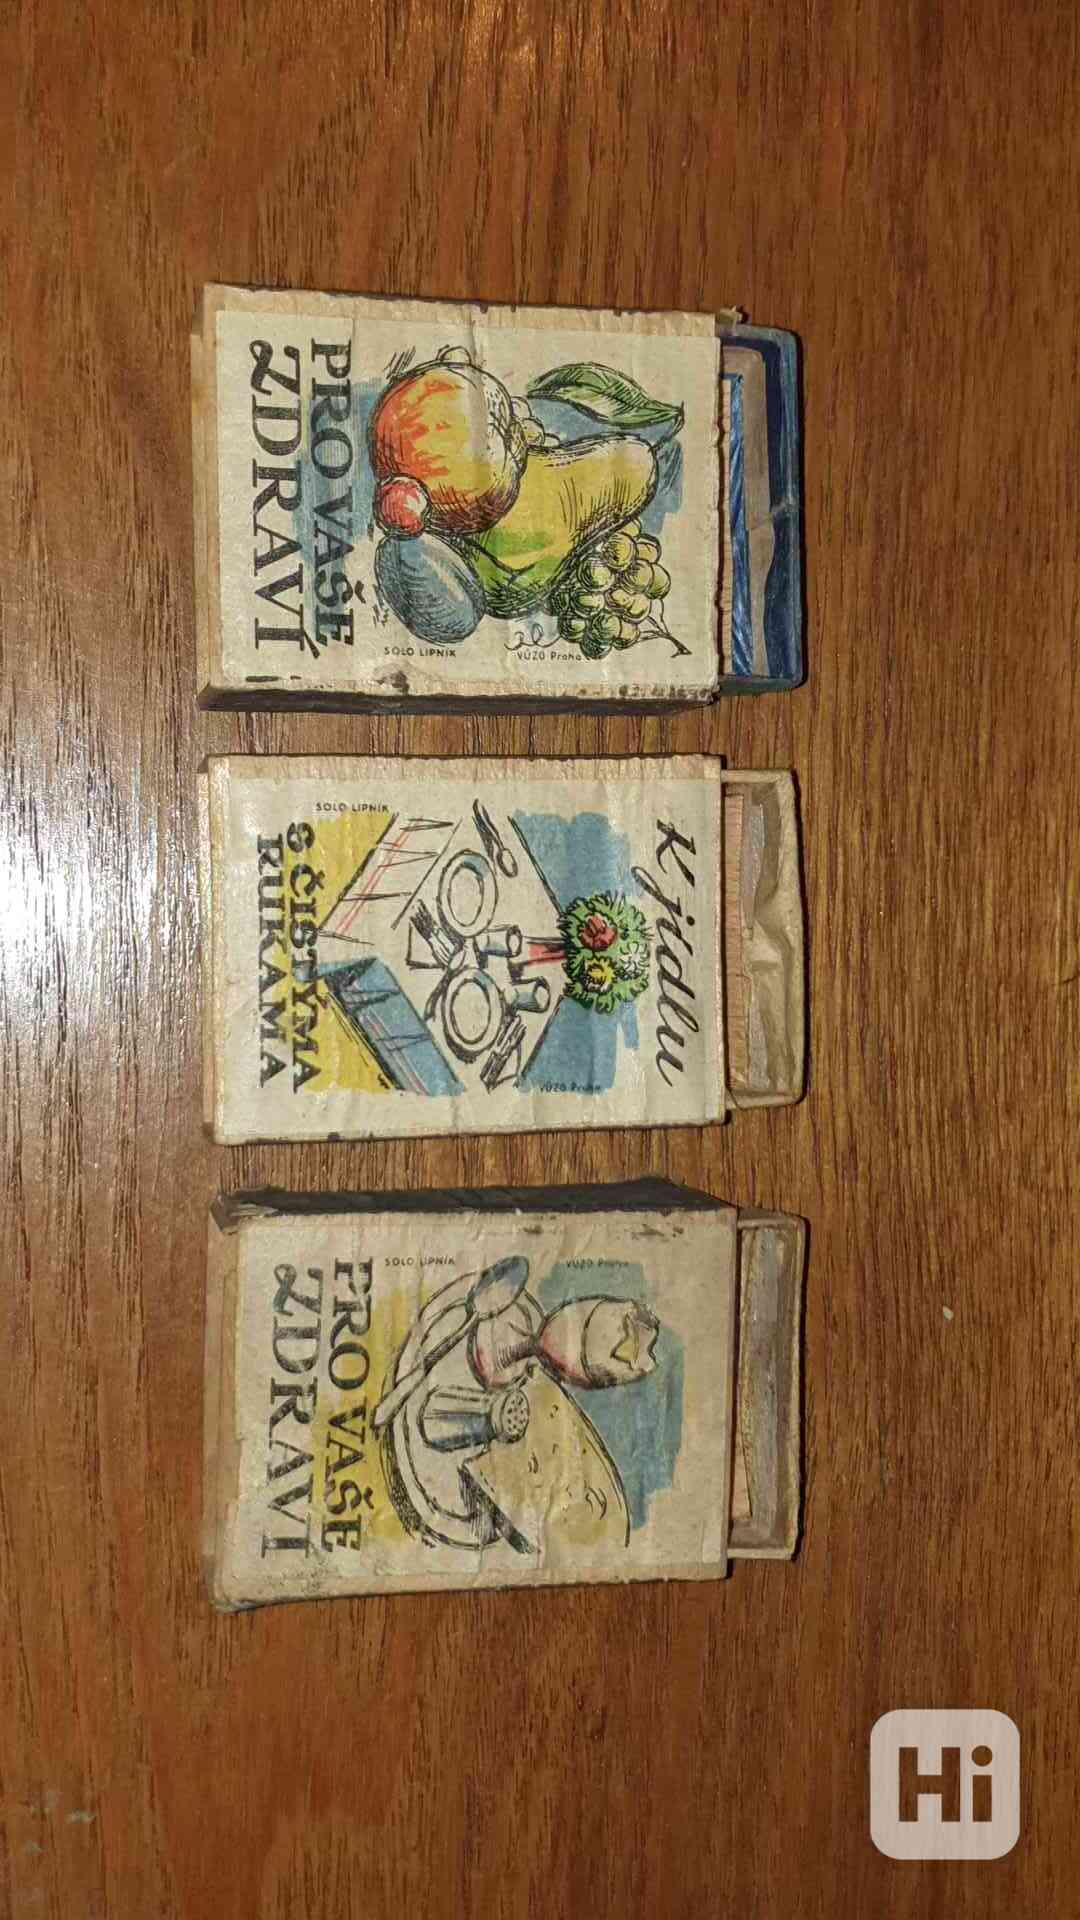 PRO VAŠE
ZDRAVÍ
SOLO LIPNÍK
VÚZO Praha
K jídlu
S ČISTÝMA
RUKAMA
SOLO LIPNÍK
VÚZO Praha
PRO VAŠE
ZDRAVÍ
SOLO LIPNÍK
VÚZO Praha
Hi